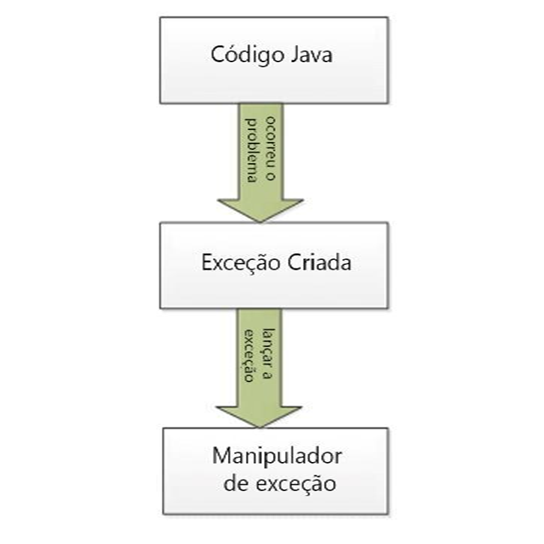 Código Java
ocorreu o
problema
Exceção Criada
lançar a
exceção
Manipulador
de exceção